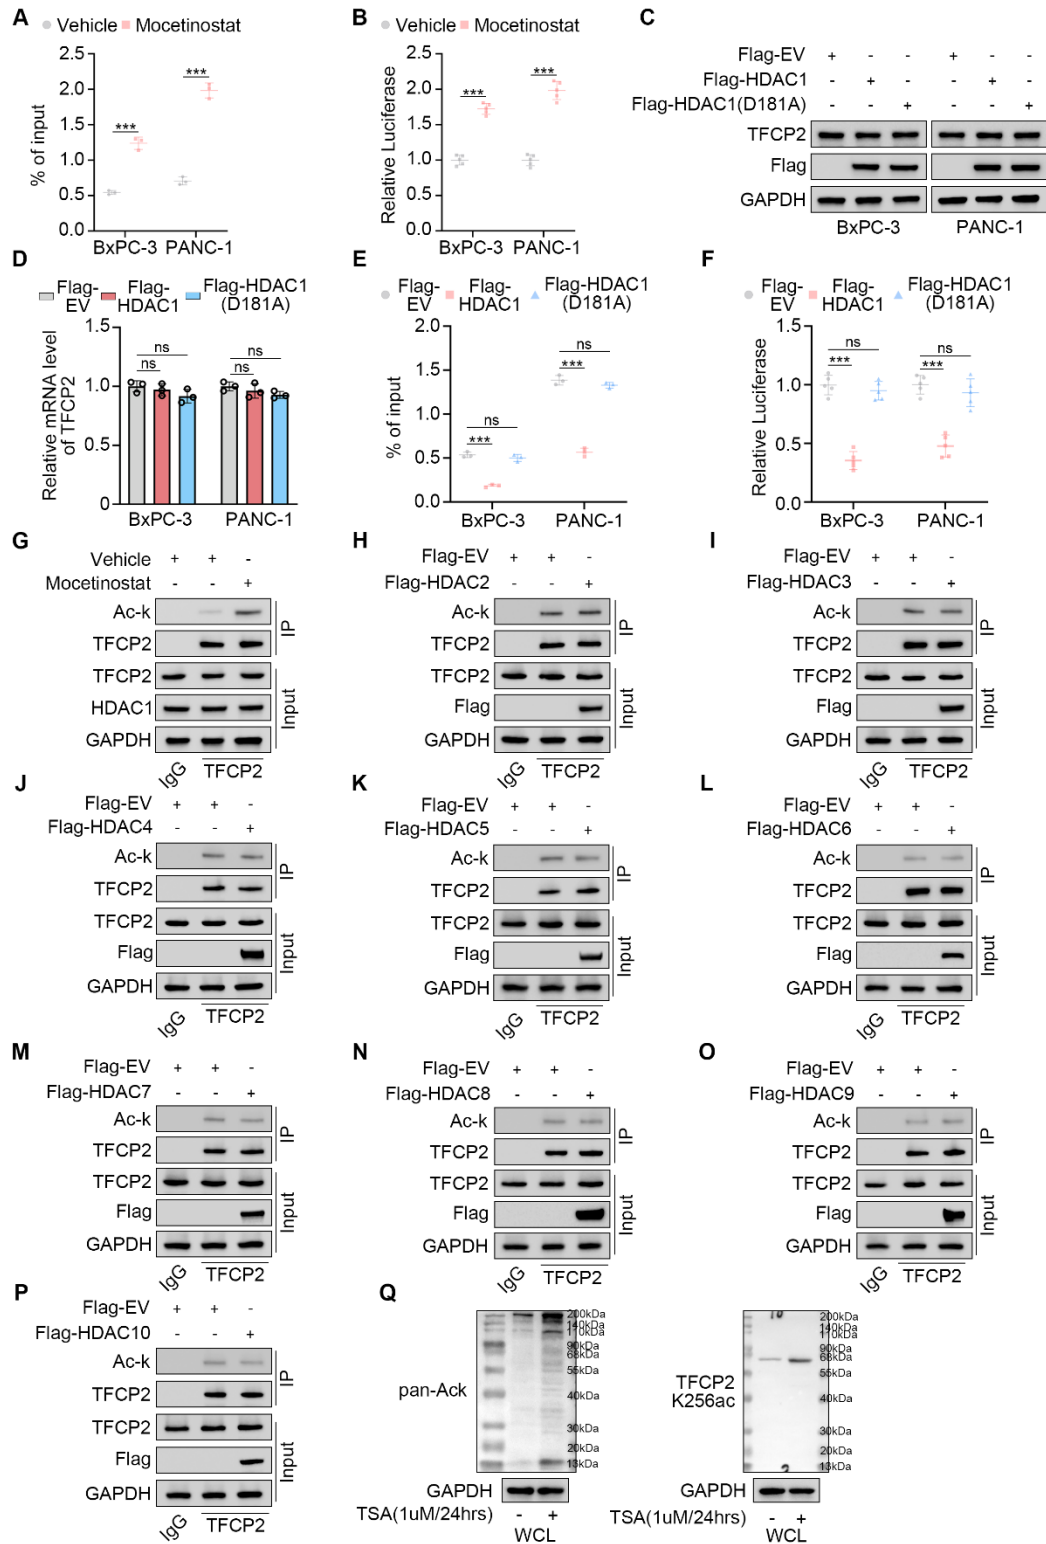 A
Vehicle Mocetinostat
% of input
2.0
1.5
1.0
0.5
0.0
***
***
BxPC-3 PANC-1
B
Vehicle Mocetinostat
Relative Luciferase
2.5
2.0
1.5
1.0
0.5
0.0
***
***
BxPC-3 PANC-1
C
Flag-EV + - - + - -
Flag-HDAC1 - + - - + -
Flag-HDAC1(D181A) - - + - - +
TFCP2
Flag
GAPDH
BxPC-3 PANC-1
D
Flag-EV Flag-HDAC1 Flag-HDAC1 (D181A)
Relative mRNA level of TFCP2
1.5
1.0
0.5
0
ns
ns
ns
ns
BxPC-3 PANC-1
E
Flag-EV Flag-HDAC1 Flag-HDAC1 (D181A)
% of input
2.0
1.5
1.0
0.5
0.0
ns
***
ns
***
BxPC-3 PANC-1
F
Flag-EV Flag-HDAC1 Flag-HDAC1 (D181A)
Relative Luciferase
1.5
1.0
0.5
0.0
ns
***
ns
***
BxPC-3 PANC-1
G
Vehicle + + -
Mocetinostat - - +
Ac-k
TFCP2
IP
TFCP2
HDAC1
GAPDH
Input
IgG TFCP2
H
Flag-EV + + -
Flag-HDAC2 - - +
Ac-k
TFCP2
IP
TFCP2
Flag
GAPDH
Input
IgG TFCP2
I
Flag-EV + + -
Flag-HDAC3 - - +
Ac-k
TFCP2
IP
TFCP2
Flag
GAPDH
Input
IgG TFCP2
J
Flag-EV + + -
Flag-HDAC4 - - +
Ac-k
TFCP2
IP
TFCP2
Flag
GAPDH
Input
IgG TFCP2
K
Flag-EV + + -
Flag-HDAC5 - - +
Ac-k
TFCP2
IP
TFCP2
Flag
GAPDH
Input
IgG TFCP2
L
Flag-EV + + -
Flag-HDAC6 - - +
Ac-k
TFCP2
IP
TFCP2
Flag
GAPDH
Input
IgG TFCP2
M
Flag-EV + + -
Flag-HDAC7 - - +
Ac-k
TFCP2
IP
TFCP2
Flag
GAPDH
Input
IgG TFCP2
N
Flag-EV + + -
Flag-HDAC8 - - +
Ac-k
TFCP2
IP
TFCP2
Flag
GAPDH
Input
IgG TFCP2
O
Flag-EV + + -
Flag-HDAC9 - - +
Ac-k
TFCP2
IP
TFCP2
Flag
GAPDH
Input
IgG TFCP2
P
Flag-EV + + -
Flag-HDAC10 - - +
Ac-k
TFCP2
IP
TFCP2
Flag
GAPDH
Input
IgG TFCP2
Q
pan-Ack
200kDa
140kDa
110kDa
90kDa
68kDa
55kDa
40kDa
30kDa
20kDa
13kDa
GAPDH
TSA(1uM/24hrs) - +
WCL
TFCP2 K256ac
200kDa
140kDa
110kDa
90kDa
68kDa
55kDa
40kDa
30kDa
20kDa
13kDa
GAPDH
TSA(1uM/24hrs) - +
WCL